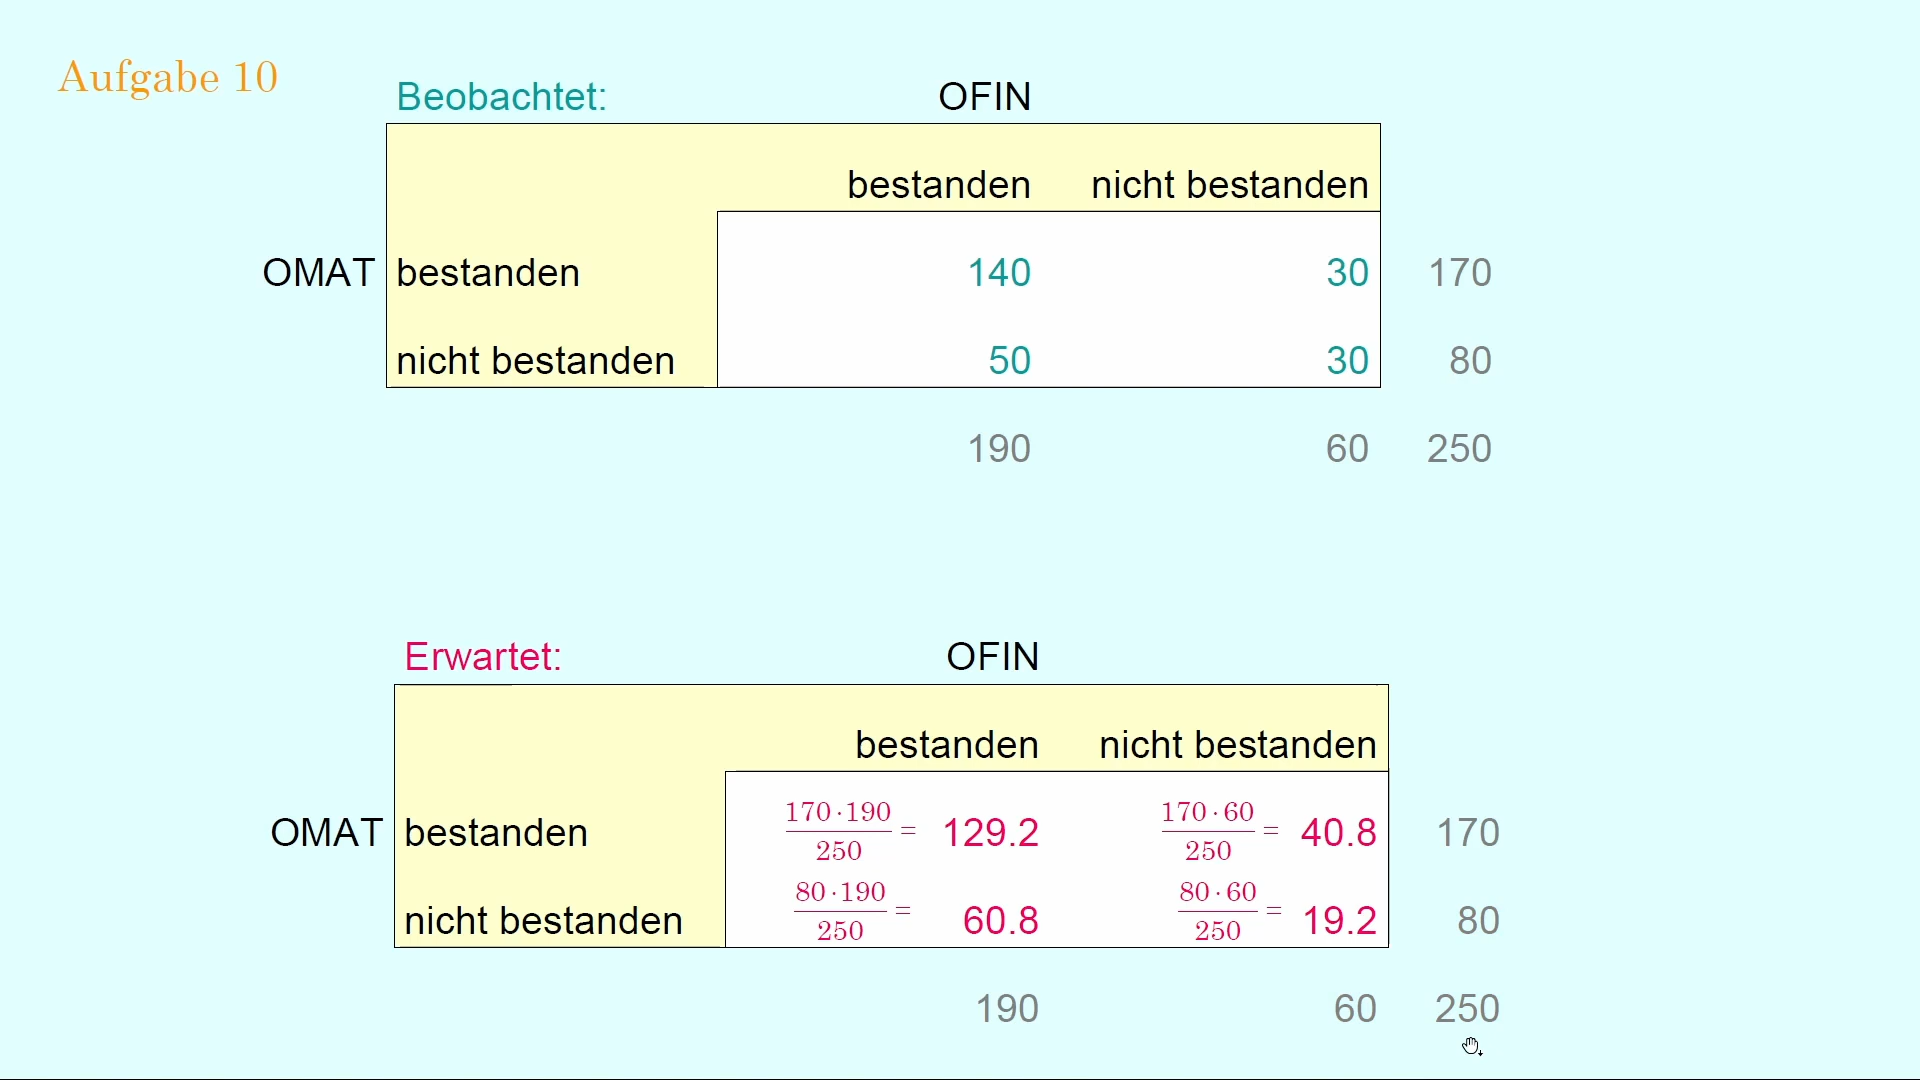 Aufgabe 10
Beobachtet: OFIN
bestanden nicht bestanden
OMAT bestanden 140 30 170
nicht bestanden 50 30 80
190 60 250
Erwartet: OFIN
bestanden nicht bestanden
OMAT bestanden 170·190/250 = 129.2 170·60/250 = 40.8 170
nicht bestanden 80·190/250 = 60.8 80·60/250 = 19.2 80
190 60 250